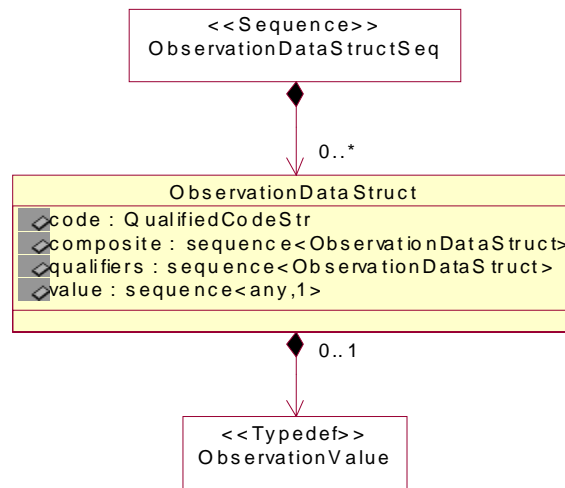 <<Sequence>>
ObservationDataStructSeq
0..*
ObservationDataStruct
code : QualifiedCodeStr
composite : sequence<ObservationDataStruct>
qualifiers : sequence<ObservationDataStruct>
value : sequence<any,1>
0..1
<<Typedef>>
ObservationValue